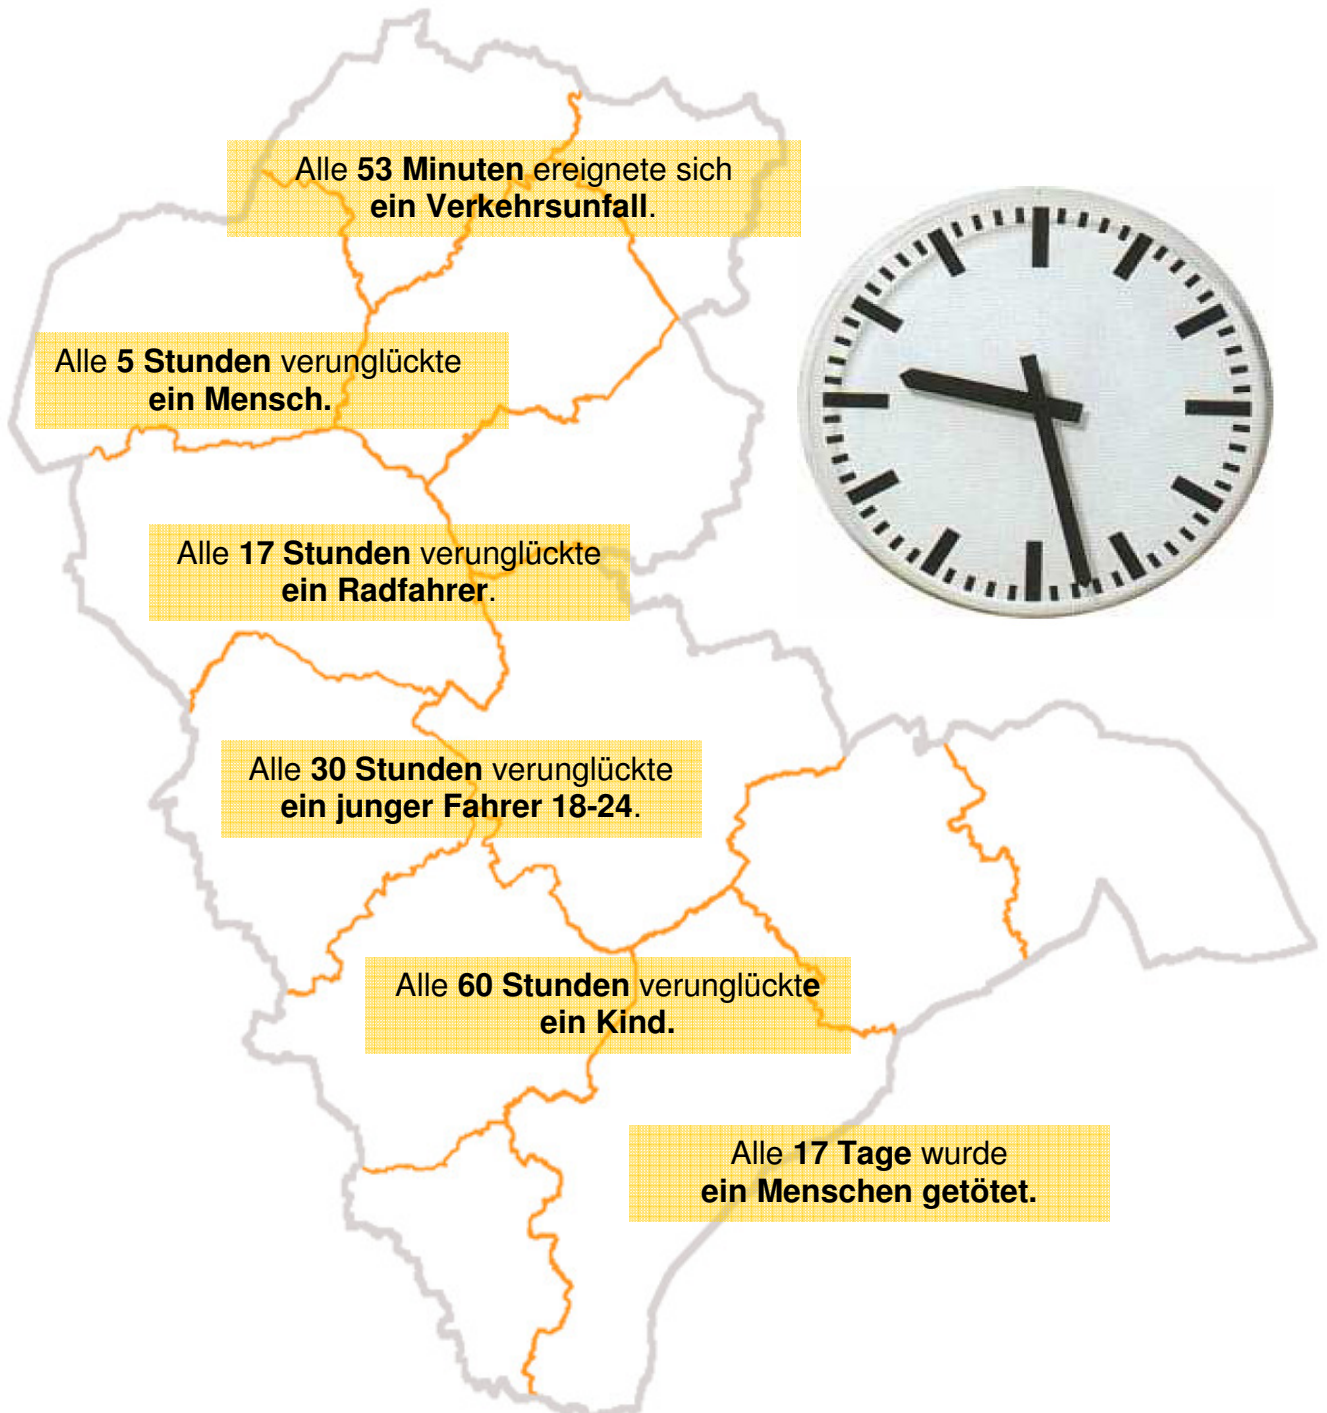 Alle 53 Minuten ereignete sich
ein Verkehrsunfall.
Alle 5 Stunden verunglückte
ein Mensch.
Alle 17 Stunden verunglückte
ein Radfahrer.
Alle 30 Stunden verunglückte
ein junger Fahrer 18-24.
Alle 60 Stunden verunglückte
ein Kind.
Alle 17 Tage wurde
ein Menschen getötet.